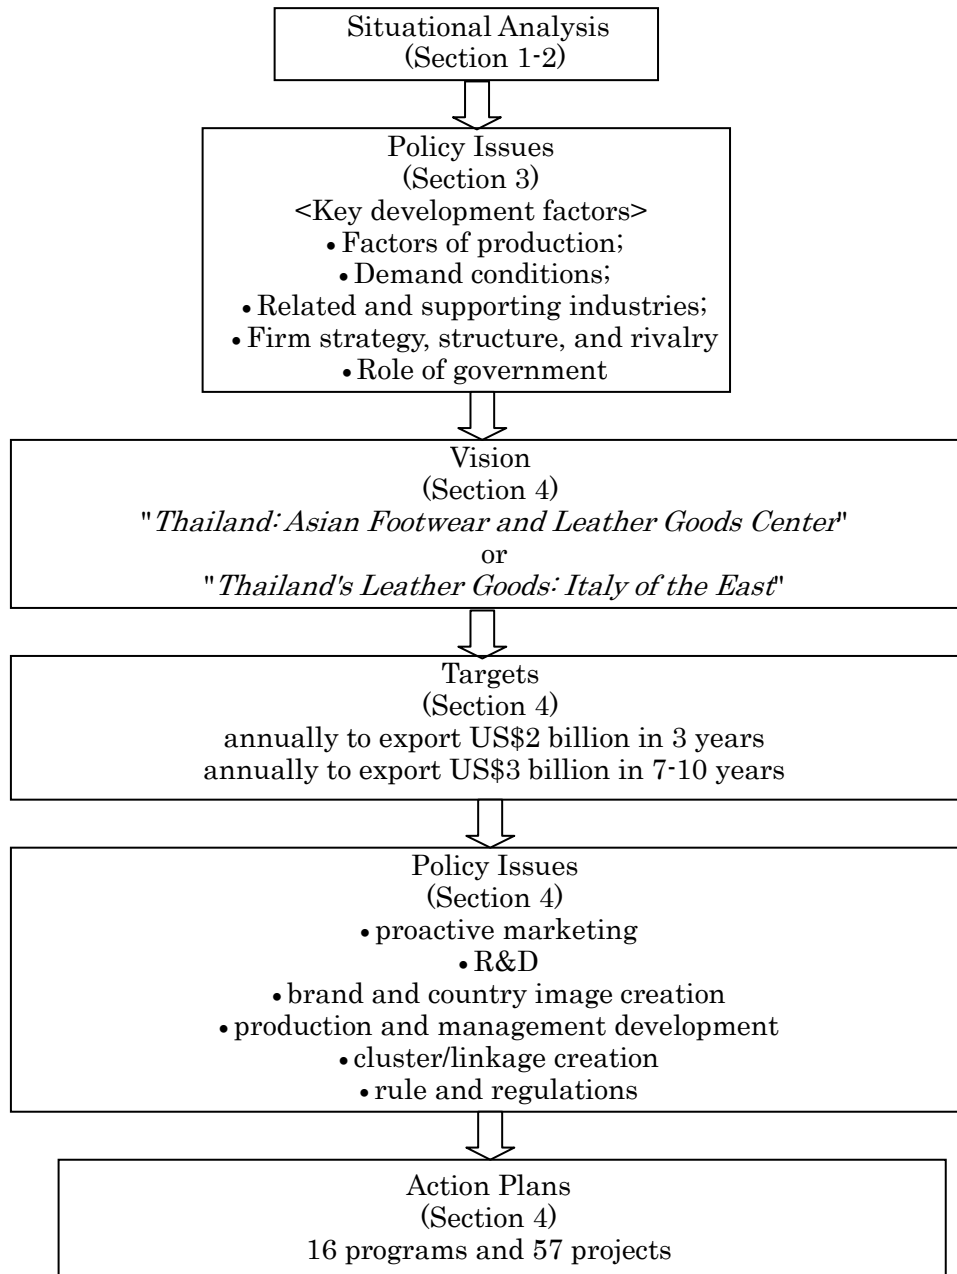 Situational Analysis
(Section 1-2)
Policy Issues
(Section 3)
<Key development factors>
• Factors of production;
• Demand conditions;
• Related and supporting industries;
• Firm strategy, structure, and rivalry
• Role of government
Vision
(Section 4)
"Thailand: Asian Footwear and Leather Goods Center"
or
"Thailand's Leather Goods: Italy of the East"
Targets
(Section 4)
annually to export US$2 billion in 3 years
annually to export US$3 billion in 7-10 years
Policy Issues
(Section 4)
• proactive marketing
• R&D
• brand and country image creation
• production and management development
• cluster/linkage creation
• rule and regulations
Action Plans
(Section 4)
16 programs and 57 projects